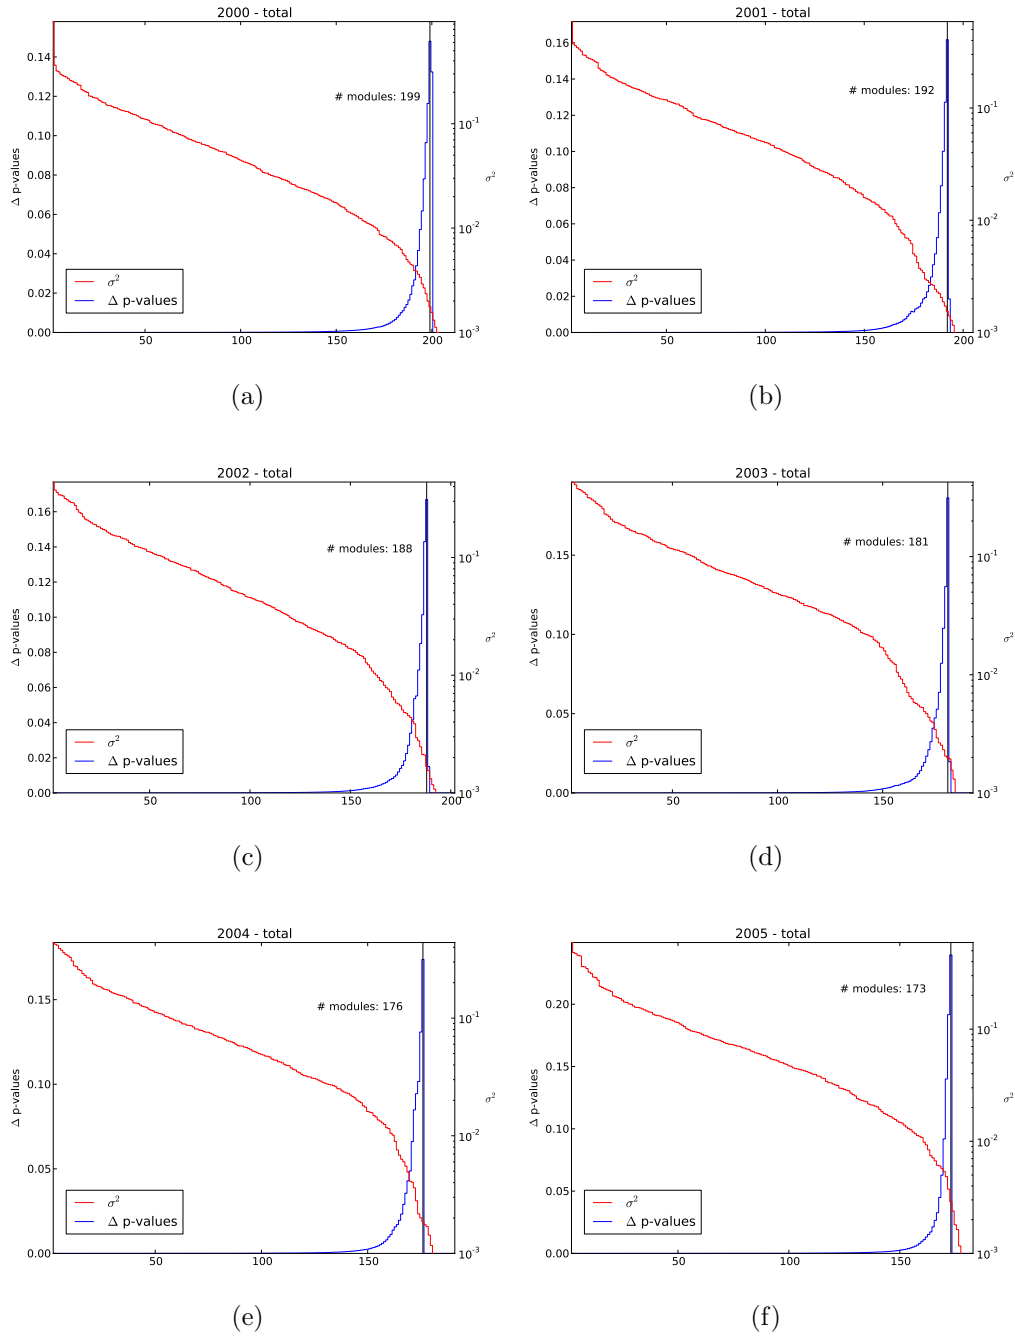 2000 - total
2001 - total
0.14
0.12
0.10
0.08
0.06
0.04
0.02
0.00
Δ p-values
# modules: 199
σ²
Δ p-values
50
100
150
200
10⁻¹
10⁻²
10⁻³
σ²
0.16
0.14
0.12
0.10
0.08
0.06
0.04
0.02
0.00
Δ p-values
# modules: 192
σ²
Δ p-values
50
100
150
200
10⁻¹
10⁻²
10⁻³
σ²
(a)
(b)
2002 - total
2003 - total
0.16
0.14
0.12
0.10
0.08
0.06
0.04
0.02
0.00
Δ p-values
# modules: 188
σ²
Δ p-values
50
100
150
200
10⁻¹
10⁻²
10⁻³
σ²
0.15
0.10
0.05
0.00
Δ p-values
# modules: 181
σ²
Δ p-values
50
100
150
10⁻¹
10⁻²
10⁻³
σ²
(c)
(d)
2004 - total
2005 - total
0.15
0.10
0.05
0.00
Δ p-values
# modules: 176
σ²
Δ p-values
50
100
150
10⁻¹
10⁻²
10⁻³
σ²
0.20
0.15
0.10
0.05
0.00
Δ p-values
# modules: 173
σ²
Δ p-values
50
100
150
10⁻¹
10⁻²
10⁻³
σ²
(e)
(f)